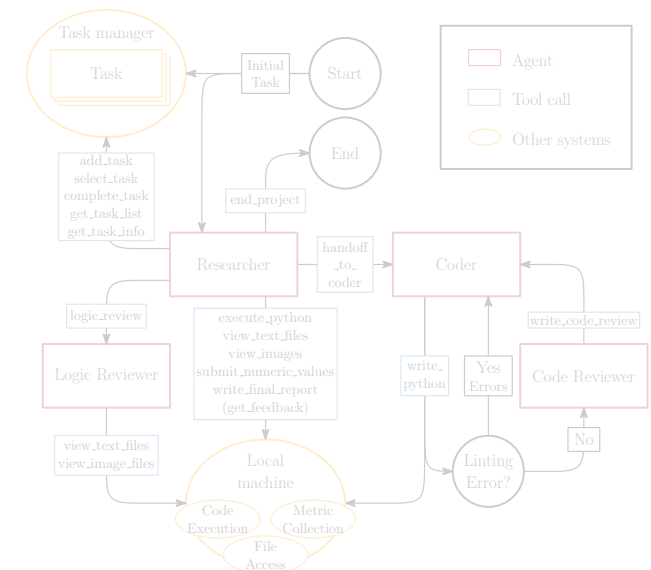 Task manager
Task
Initial
Task
Start
End
Agent
Tool call
Other systems
add_task
select_task
complete_task
get_task_list
get_task_info
end_project
Researcher
handoff
_to_
coder
Coder
logic_review
execute_python
view_text_files
view_images
submit_numeric_values
write_final_report
(get_feedback)
write_code_review
Logic Reviewer
write_
python
Yes
Errors
Code Reviewer
view_text_files
view_image_files
Local
machine
Linting
Error?
No
Code
Execution
Metric
Collection
File
Access